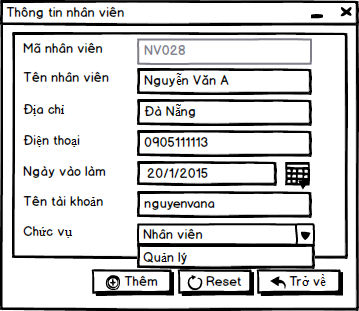 Thông tin nhân viên
Mã nhân viên NV028
Tên nhân viên Nguyễn Văn A
Địa chỉ Đà Nẵng
Điện thoại 0905111113
Ngày vào làm 20/1/2015
Tên tài khoản nguyenvana
Chức vụ Nhân viên
Quản lý
Thêm Reset Trở về